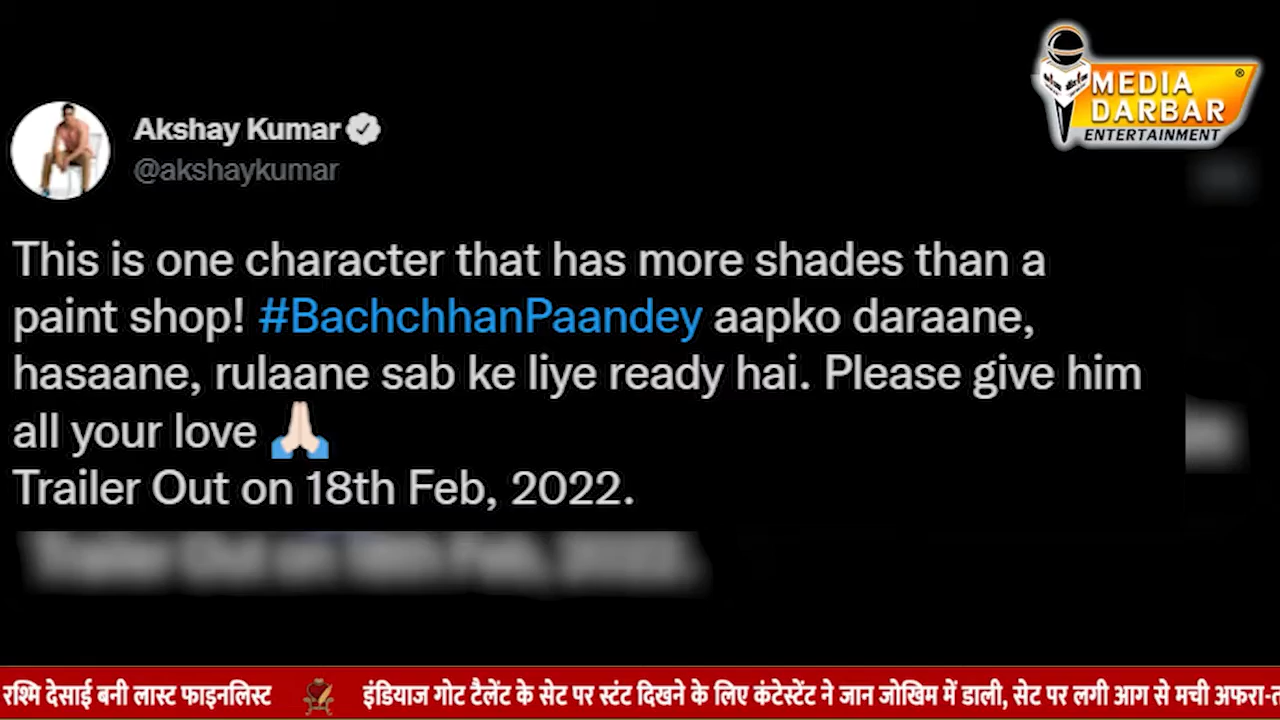 MEDIA
DARBAR
ENTERTAINMENT
Akshay Kumar
@akshaykumar
This is one character that has more shades than a
paint shop! #BachchhanPaandey aapko daraane,
hasaane, rulaane sab ke liye ready hai. Please give him
all your love 🙏🏻
Trailer Out on 18th Feb, 2022.
रश्मि देसाई बनी लास्ट फाइनलिस्ट इंडियाज गोट टैलेंट के सेट पर स्टंट दिखने के लिए कंटेस्टेंट ने जान जोखिम में डाली, सेट पर लगी आग से मची